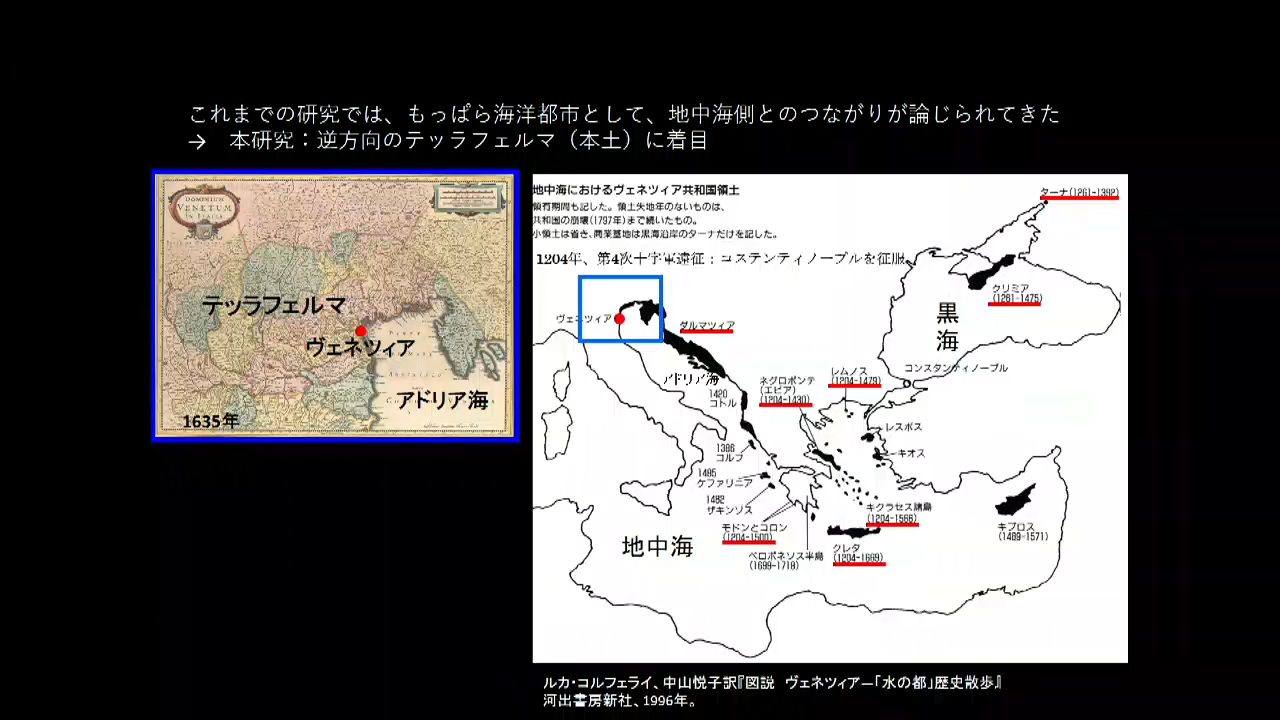 これまでの研究では、もっぱら海洋都市として、地中海側とのつながりが論じられてきた
→ 本研究：逆方向のテッラフェルマ（本土）に着目
DOMINIUM
VENETUM
IN ITALIA
テッラフェルマ
ヴェネツィア
アドリア海
1635年
地中海におけるヴェネツィア共和国領土
領有期間も記した。領土失地年のないものは、
共和国の崩壊(1797年)まで続いたもの。
小領土は省き、商業基地は黒海沿岸のターナだけを記した。
1204年、第4次十字軍遠征：コステンティノープルを征服
ターナ(1261-1392)
クリミア
(1261-1475)
黒海
ヴェネツィア
ダルマツィア
アドリア海
コンスタンティノープル
レムノス
(1204-1479)
ネグロポンテ
(エビア)
(1204-1430)
1420
コトル
レスボス
キオス
1386
コルフ
1485
ケファリニア
1482
ザキンソス
モドンとコロン
(1204-1500)
キクラセス諸島
(1204-1566)
キプロス
(1489-1571)
地中海
ペロポネソス半島
(1699-1718)
クレタ
(1204-1669)
ルカ・コルフェライ、中山悦子訳『図説 ヴェネツィア―「水の都」歴史散歩』
河出書房新社、1996年。